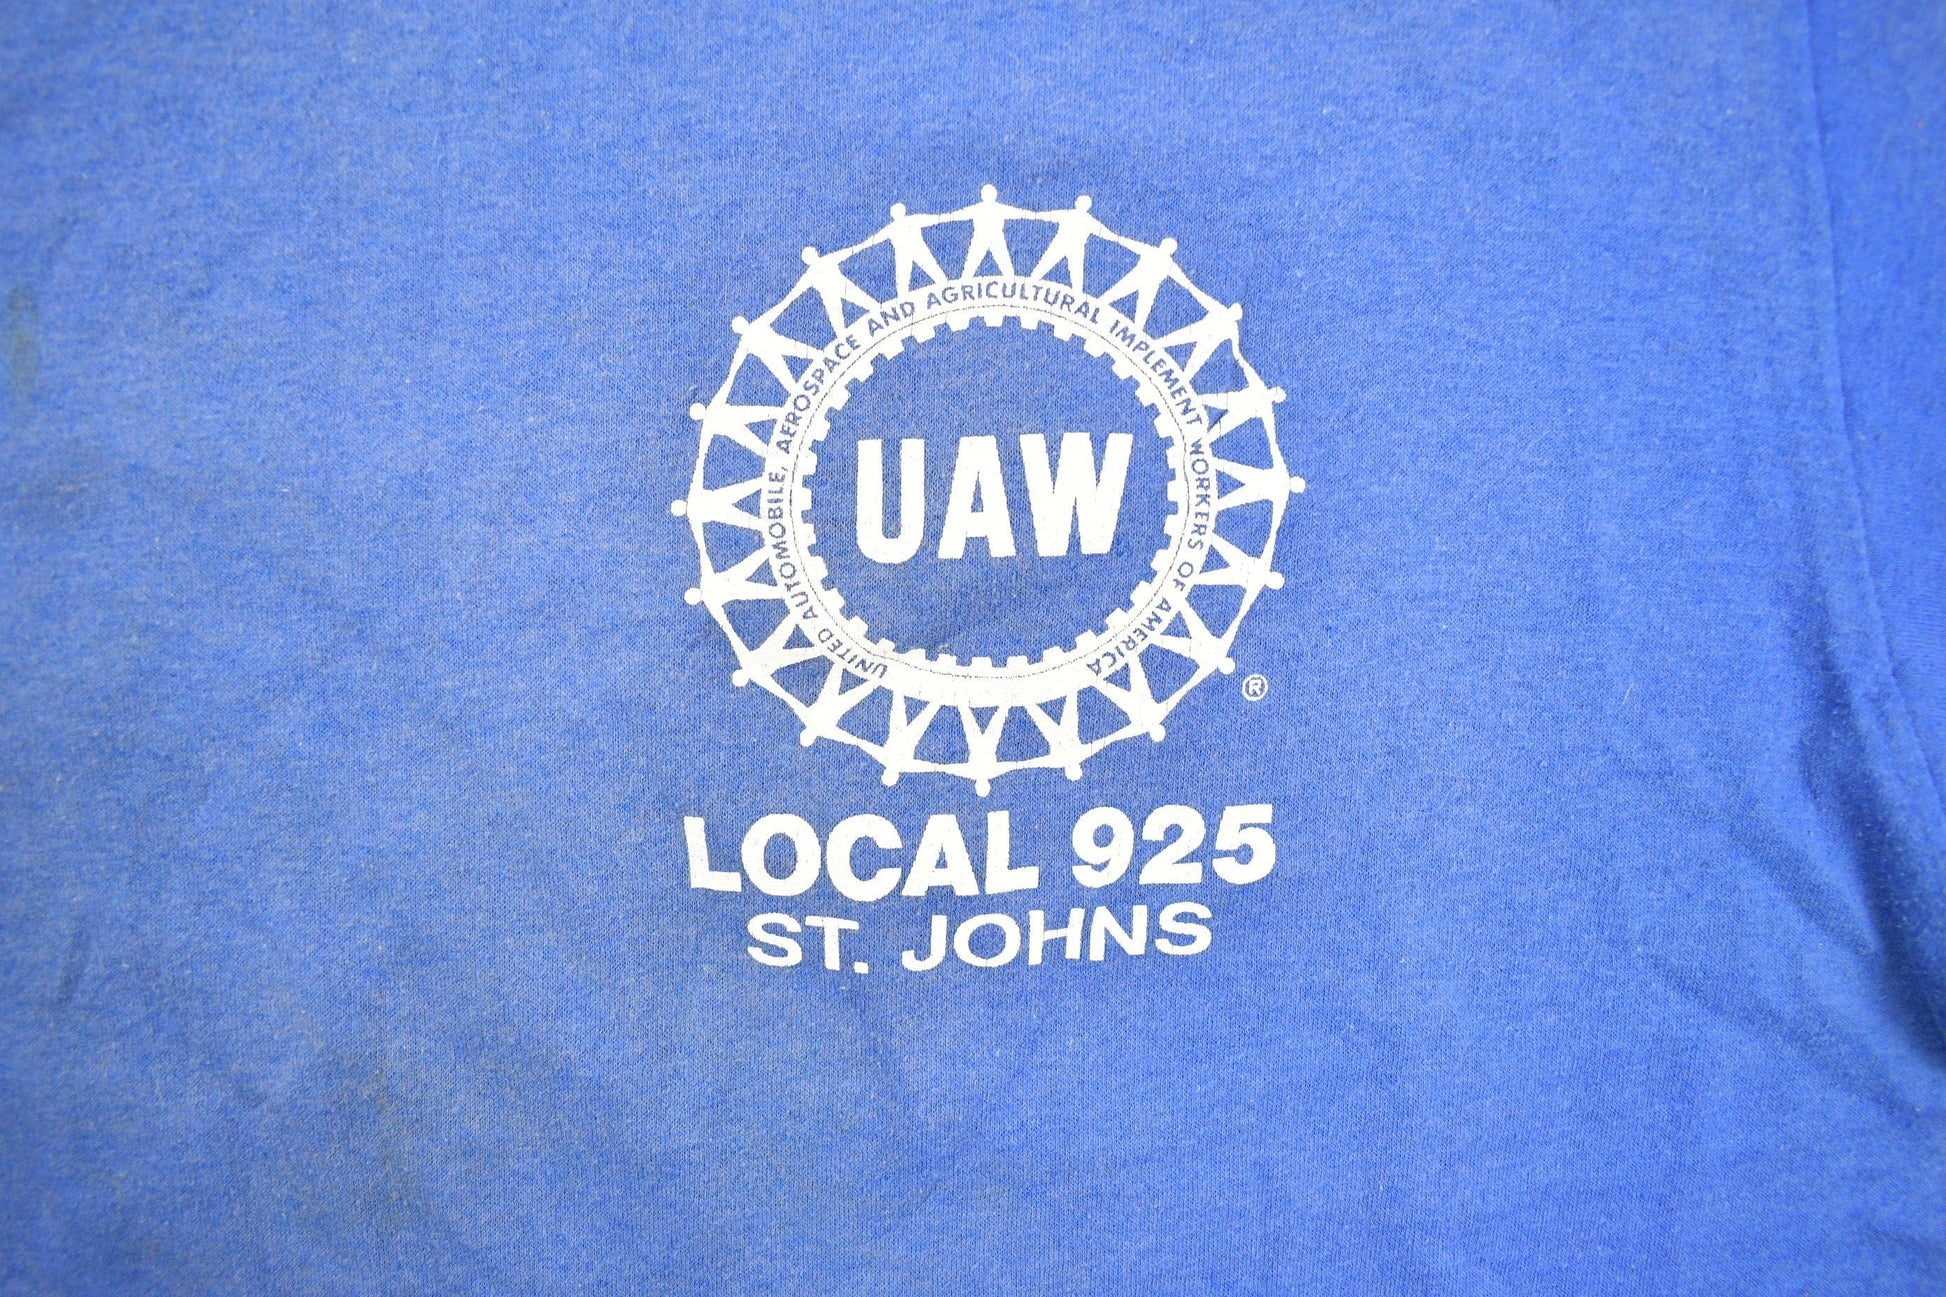 UNITED AUTOMOBILE, AEROSPACE AND AGRICULTURAL IMPLEMENT WORKERS OF AMERICA
UAW
®
LOCAL 925
ST. JOHNS